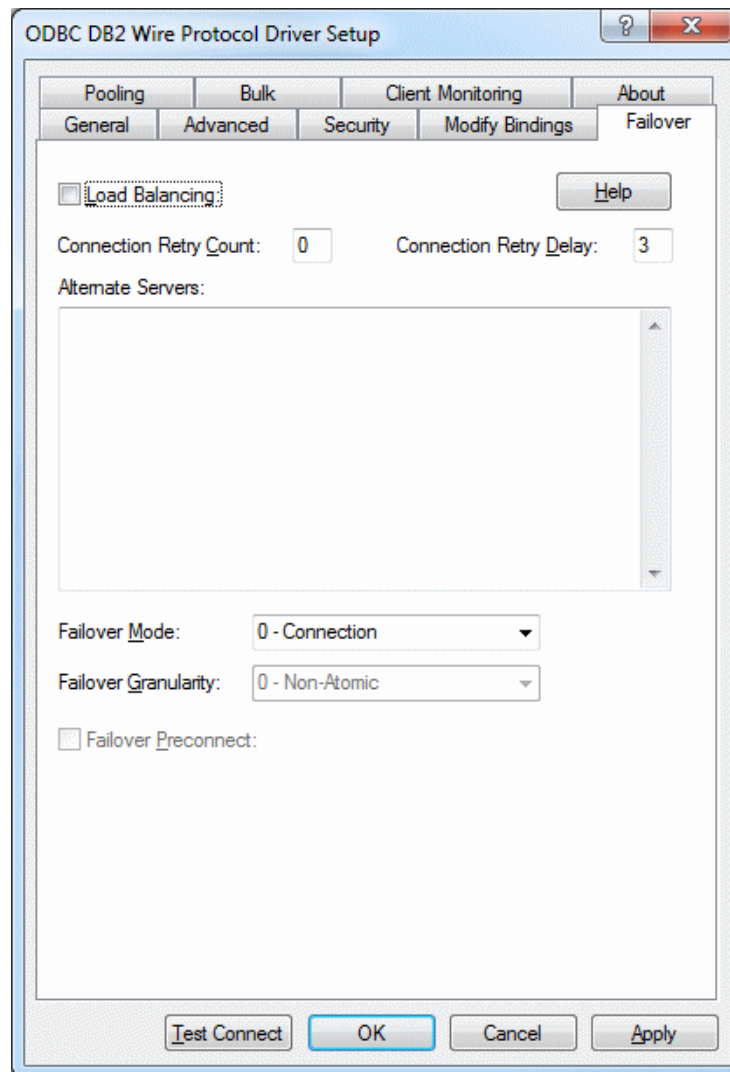 ODBC DB2 Wire Protocol Driver Setup ? X
Pooling Bulk Client Monitoring About
General Advanced Security Modify Bindings Failover
Load Balancing: Help
Connection Retry Count: 0 Connection Retry Delay: 3
Alternate Servers:
Failover Mode: 0 - Connection
Failover Granularity: 0 - Non-Atomic
Failover Preconnect:
Test Connect OK Cancel Apply